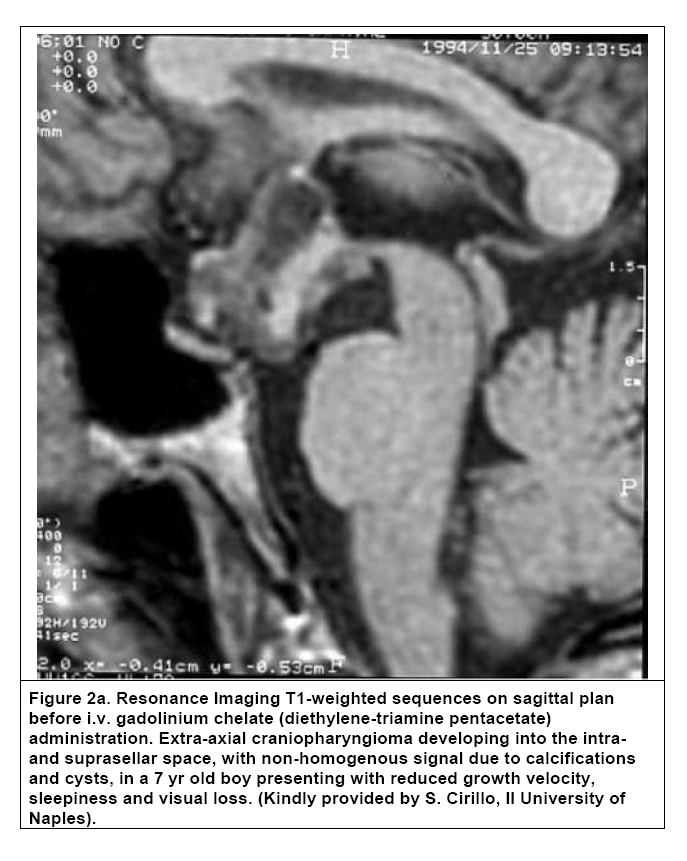 6:01 NO C
+0.0
+0.0
+0.0
H
1994/11/25 09:13:54
0°
mm
1.5
0
cm
P
0°)
400
0
12
: 6/11
1/ 1
0cm
S
92H/192V
41sec
2.0 x= -0.41cm y= -0.53cm F
Figure 2a. Resonance Imaging T1-weighted sequences on sagittal plan
before i.v. gadolinium chelate (diethylene-triamine pentacetate)
administration. Extra-axial craniopharyngioma developing into the intra-
and suprasellar space, with non-homogenous signal due to calcifications
and cysts, in a 7 yr old boy presenting with reduced growth velocity,
sleepiness and visual loss. (Kindly provided by S. Cirillo, II University of
Naples).